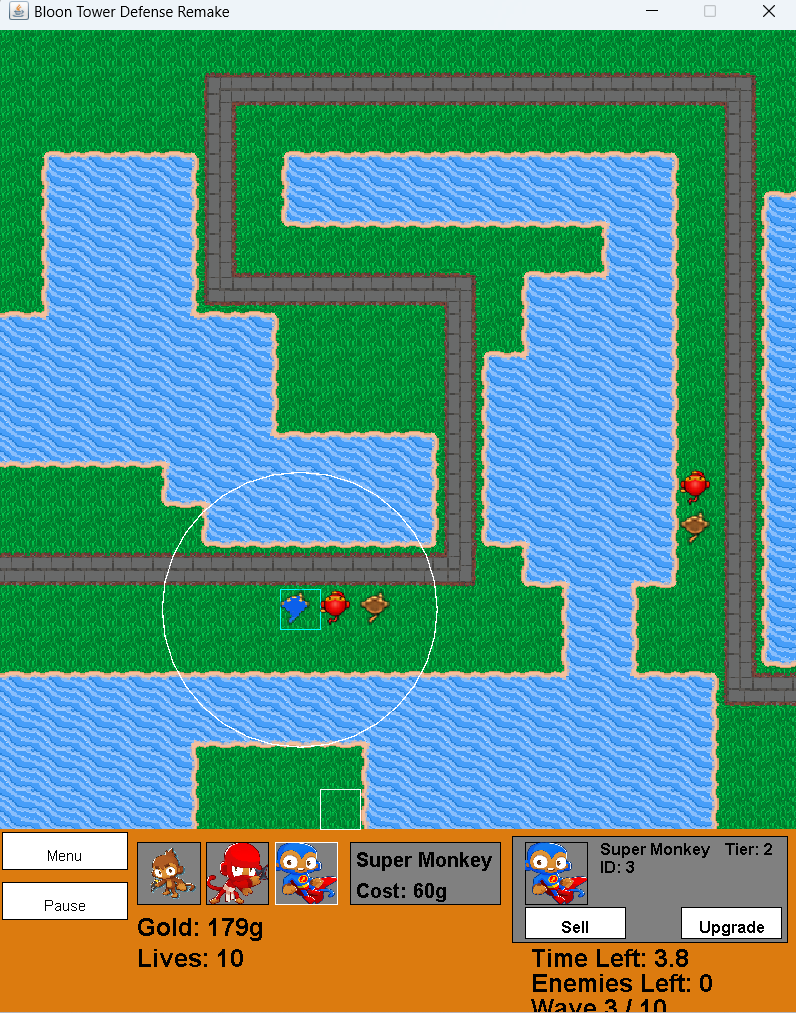 Bloon Tower Defense Remake
Menu
Pause
Super Monkey
Cost: 60g
Gold: 179g
Lives: 10
Super Monkey Tier: 2
ID: 3
Sell
Upgrade
Time Left: 3.8
Enemies Left: 0
Wave 3 / 10